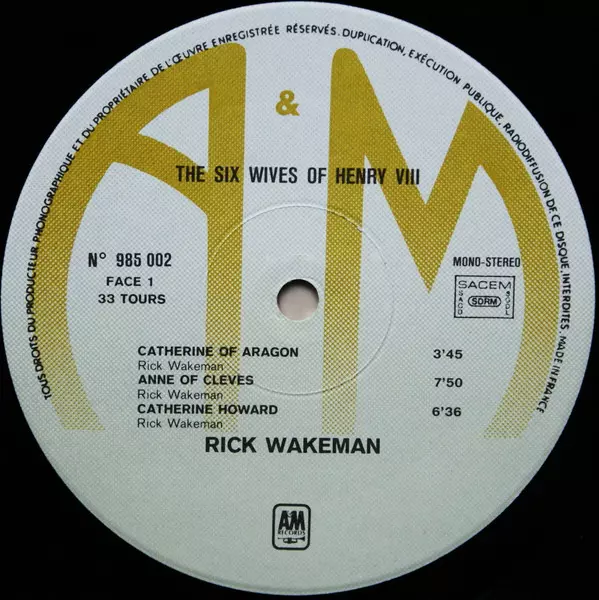 TOUS DROITS DU PRODUCTEUR PHONOGRAPHIQUE ET DU PROPRIÉTAIRE DE L'ŒUVRE ENREGISTRÉE RÉSERVÉS. DUPLICATION, EXÉCUTION PUBLIQUE, RADIODIFFUSION DE CE DISQUE, INTERDITES. MADE IN FRANCE
A & M
THE SIX WIVES OF HENRY VIII
N° 985 002
FACE 1
33 TOURS
MONO-STEREO
SACEM
SACD SDRM SGDL
CATHERINE OF ARAGON 3'45
Rick Wakeman
ANNE OF CLEVES 7'50
Rick Wakeman
CATHERINE HOWARD 6'36
Rick Wakeman
RICK WAKEMAN
A&M
RECORDS